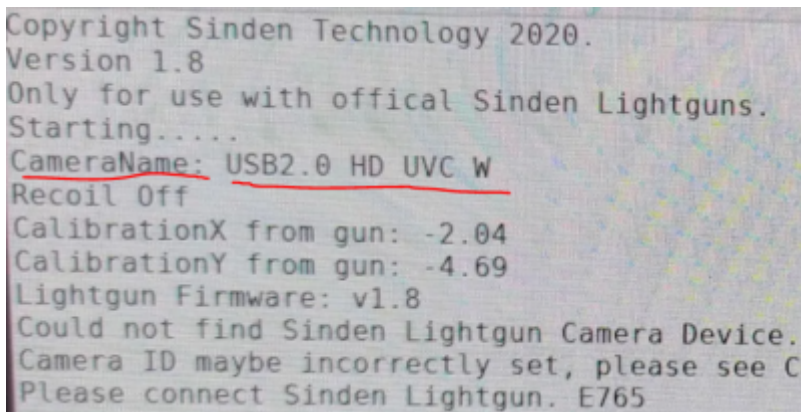 Copyright Sinden Technology 2020.
Version 1.8
Only for use with offical Sinden Lightguns.
Starting.....
CameraName: USB2.0 HD UVC W
Recoil Off
CalibrationX from gun: -2.04
CalibrationY from gun: -4.69
Lightgun Firmware: v1.8
Could not find Sinden Lightgun Camera Device.
Camera ID maybe incorrectly set, please see C
Please connect Sinden Lightgun. E765